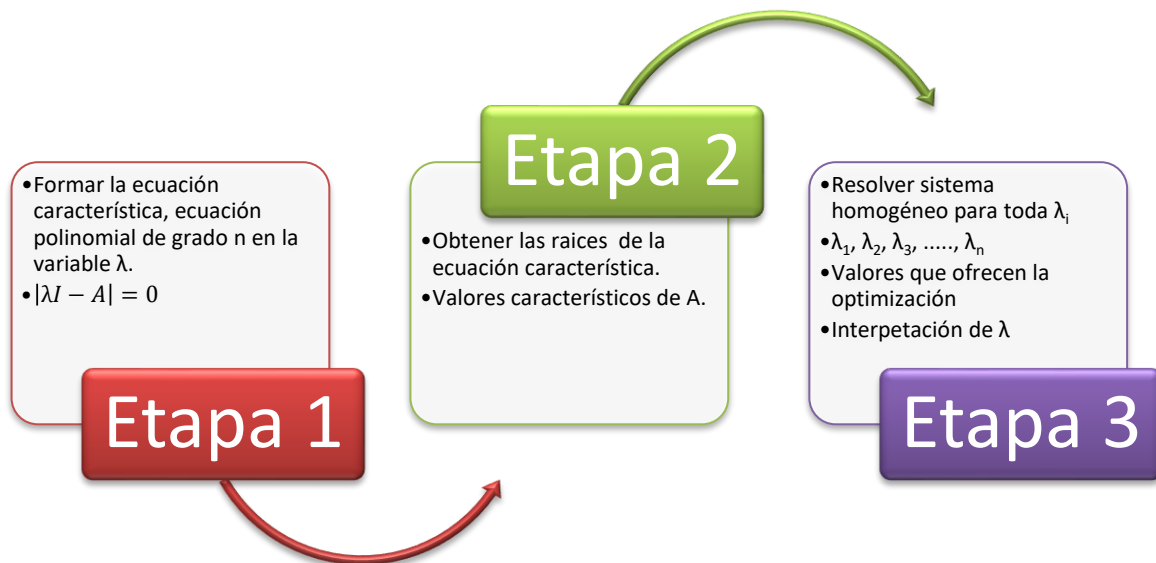 •Formar la ecuación
característica, ecuación
polinomial de grado n en la
variable λ.
•|λI − A| = 0
Etapa 1
Etapa 2
•Obtener las raices de la
ecuación característica.
•Valores característicos de A.
•Resolver sistema
homogéneo para toda λᵢ
•λ₁, λ₂, λ₃, ....., λₙ
•Valores que ofrecen la
optimización
•Interpetación de λ
Etapa 3